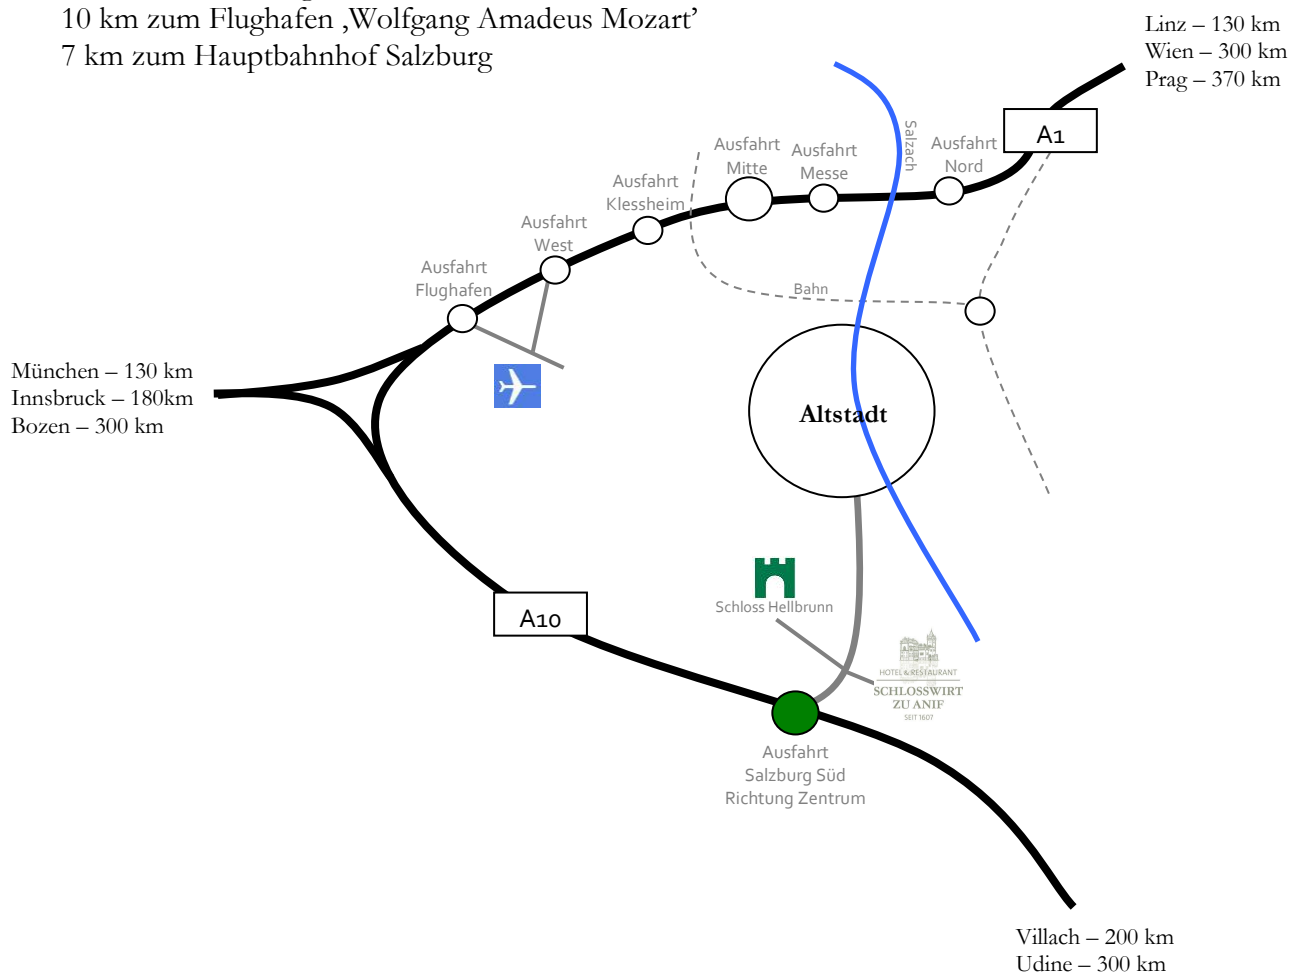 10 km zum Flughafen ‚Wolfgang Amadeus Mozart’
7 km zum Hauptbahnhof Salzburg
Linz – 130 km
Wien – 300 km
Prag – 370 km
A1
Salzach
Ausfahrt
Nord
Ausfahrt
Messe
Ausfahrt
Mitte
Ausfahrt
Klessheim
Ausfahrt
West
Ausfahrt
Flughafen
Bahn
München – 130 km
Innsbruck – 180km
Bozen – 300 km
Altstadt
Schloss Hellbrunn
A10
HOTEL & RESTAURANT
SCHLOSSWIRT
ZU ANIF
SEIT 1607
Ausfahrt
Salzburg Süd
Richtung Zentrum
Villach – 200 km
Udine – 300 km